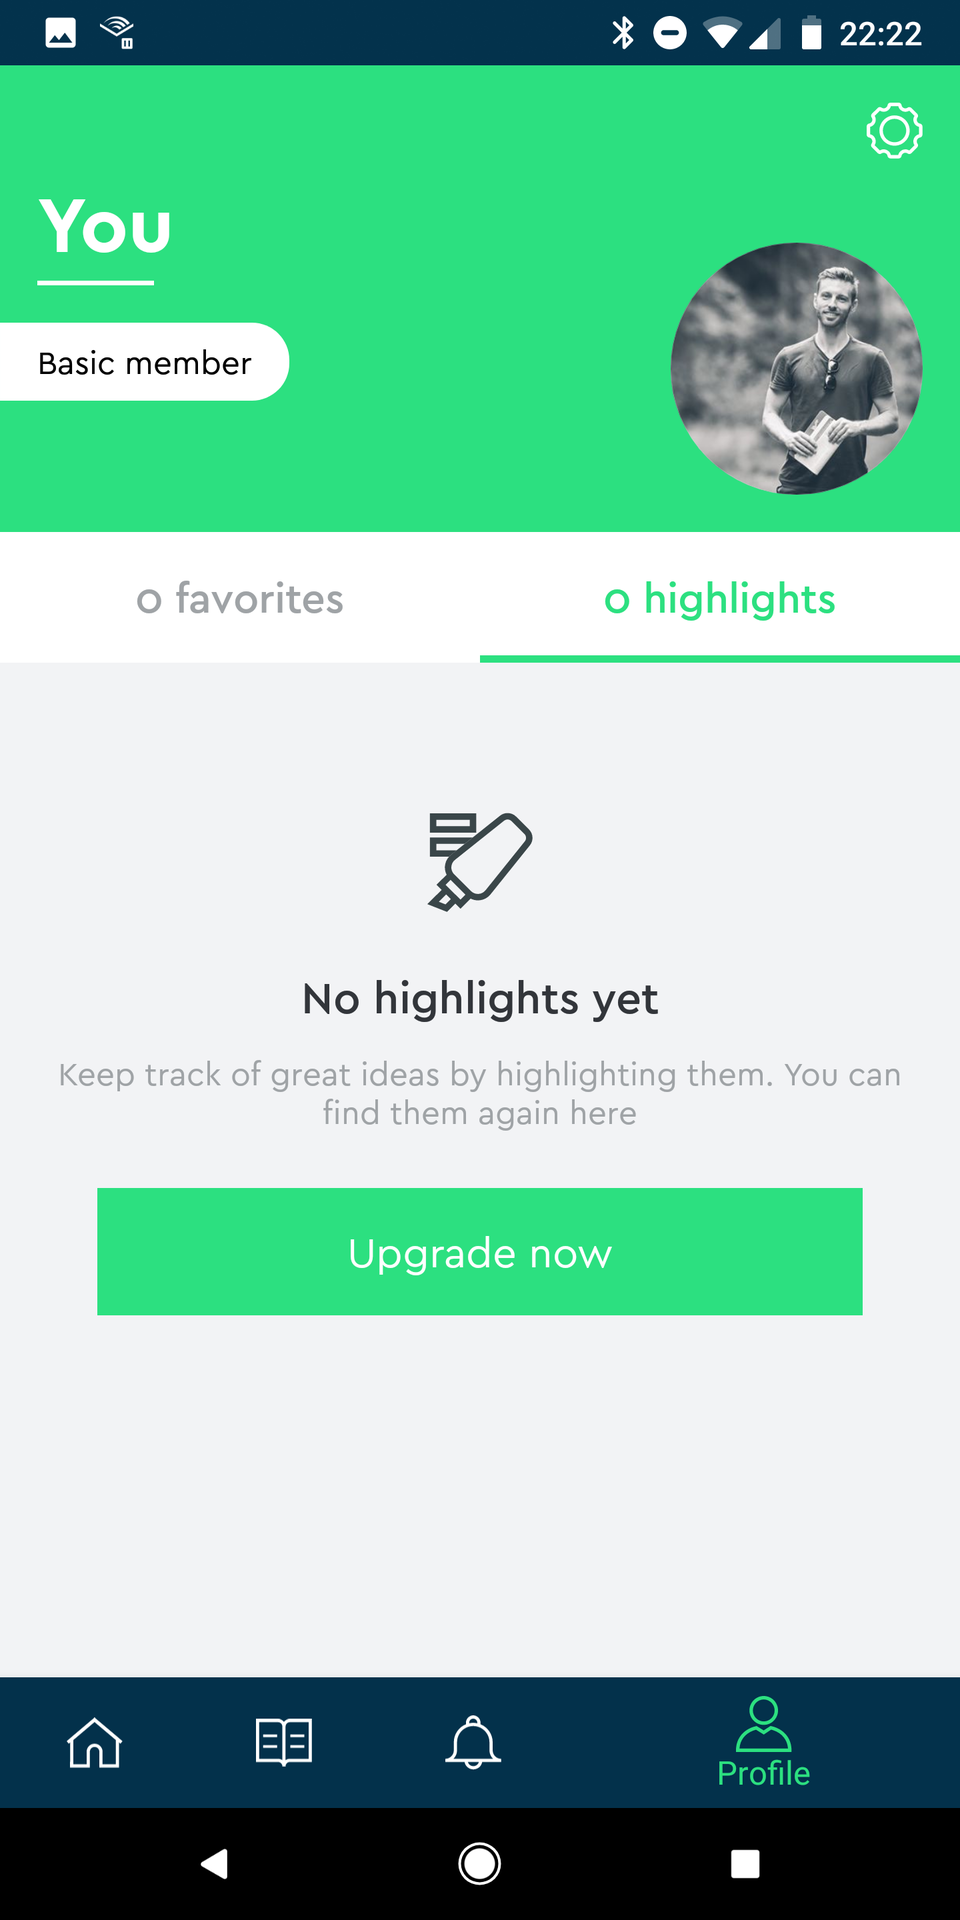 22:22
You
Basic member
0 favorites
0 highlights
No highlights yet
Keep track of great ideas by highlighting them. You can
find them again here
Upgrade now
Profile